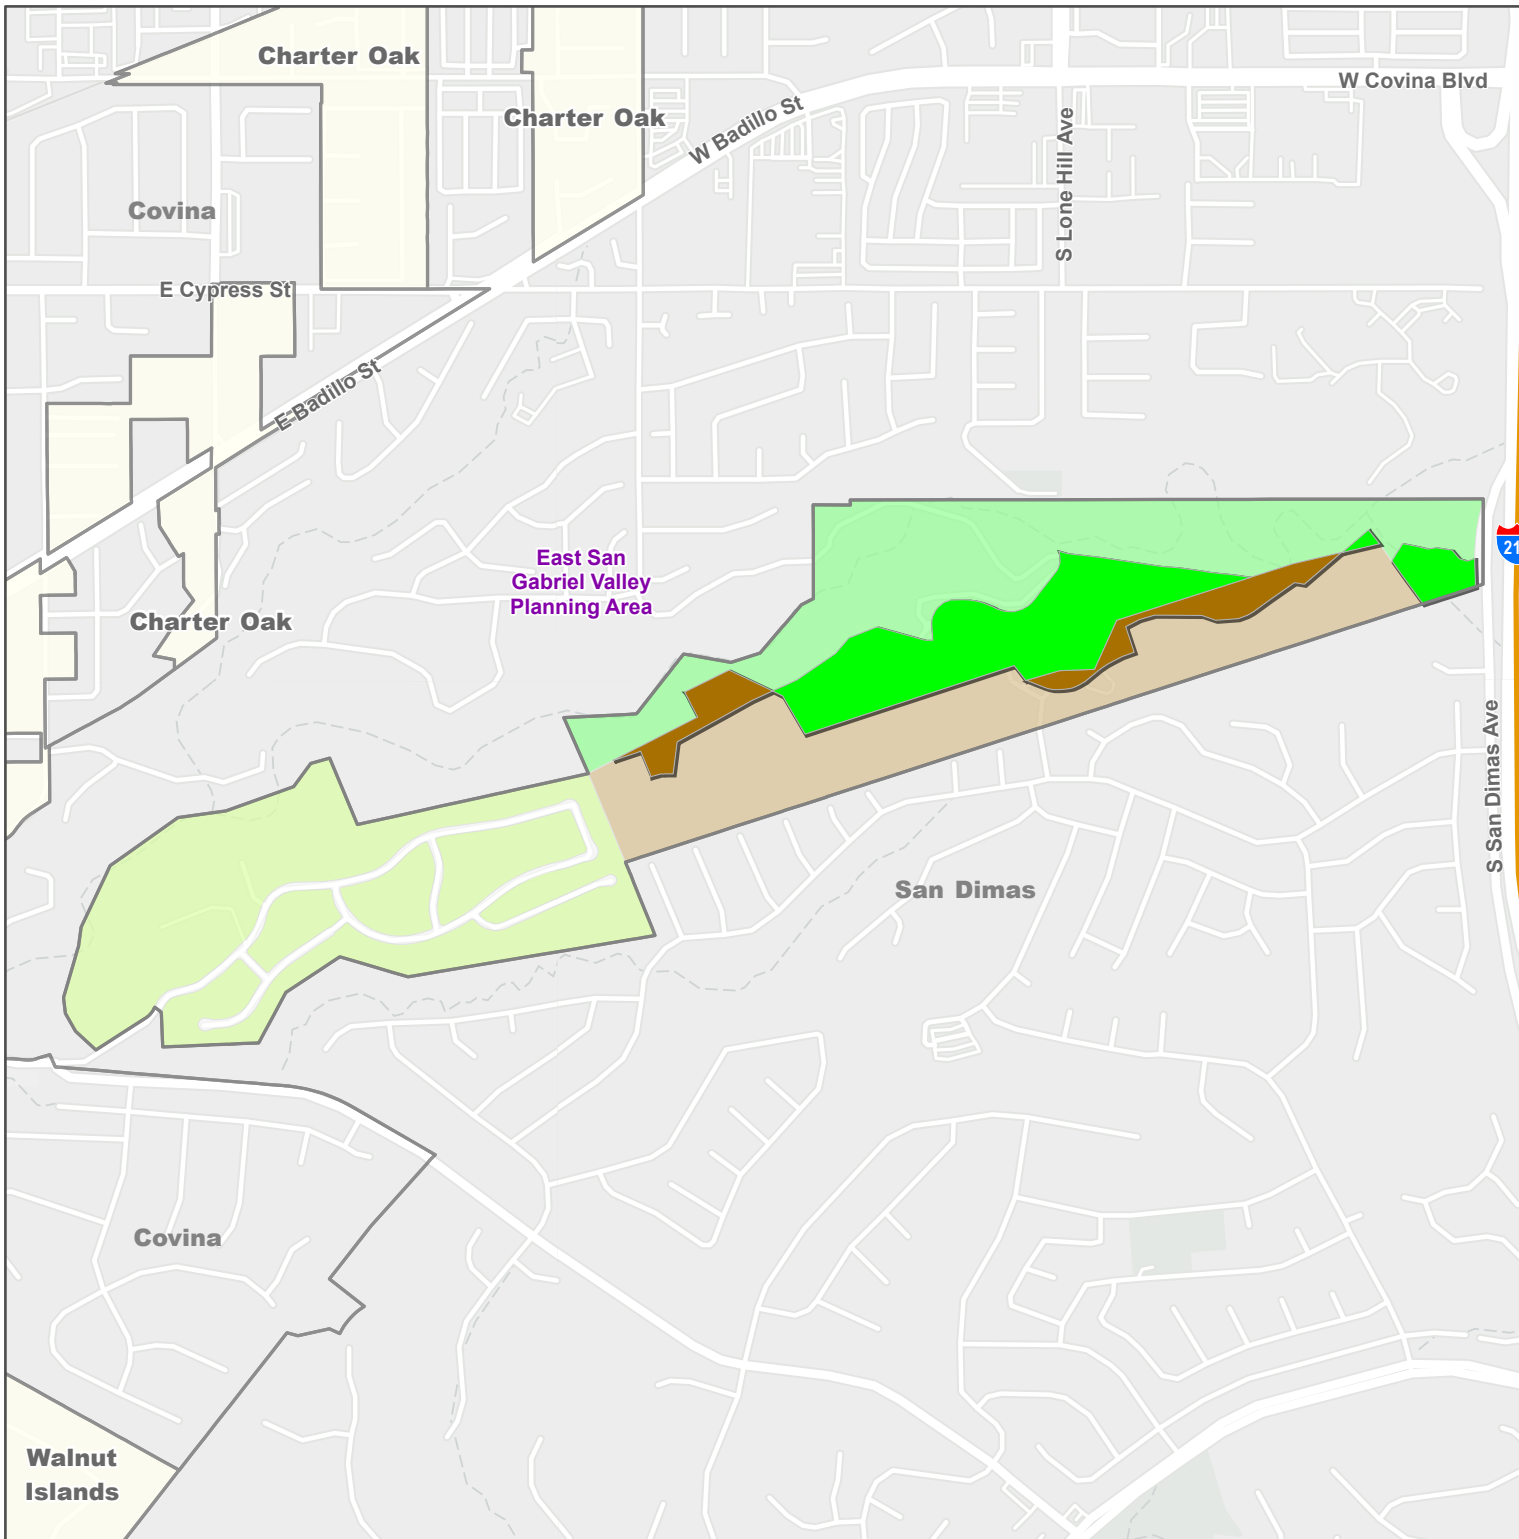 Charter Oak
W Covina Blvd
Charter Oak
W Badillo St
S Lone Hill Ave
Covina
E Cypress St
E Badillo St
East San
Gabriel Valley
Planning Area
21
Charter Oak
S San Dimas Ave
San Dimas
Covina
Walnut
Islands